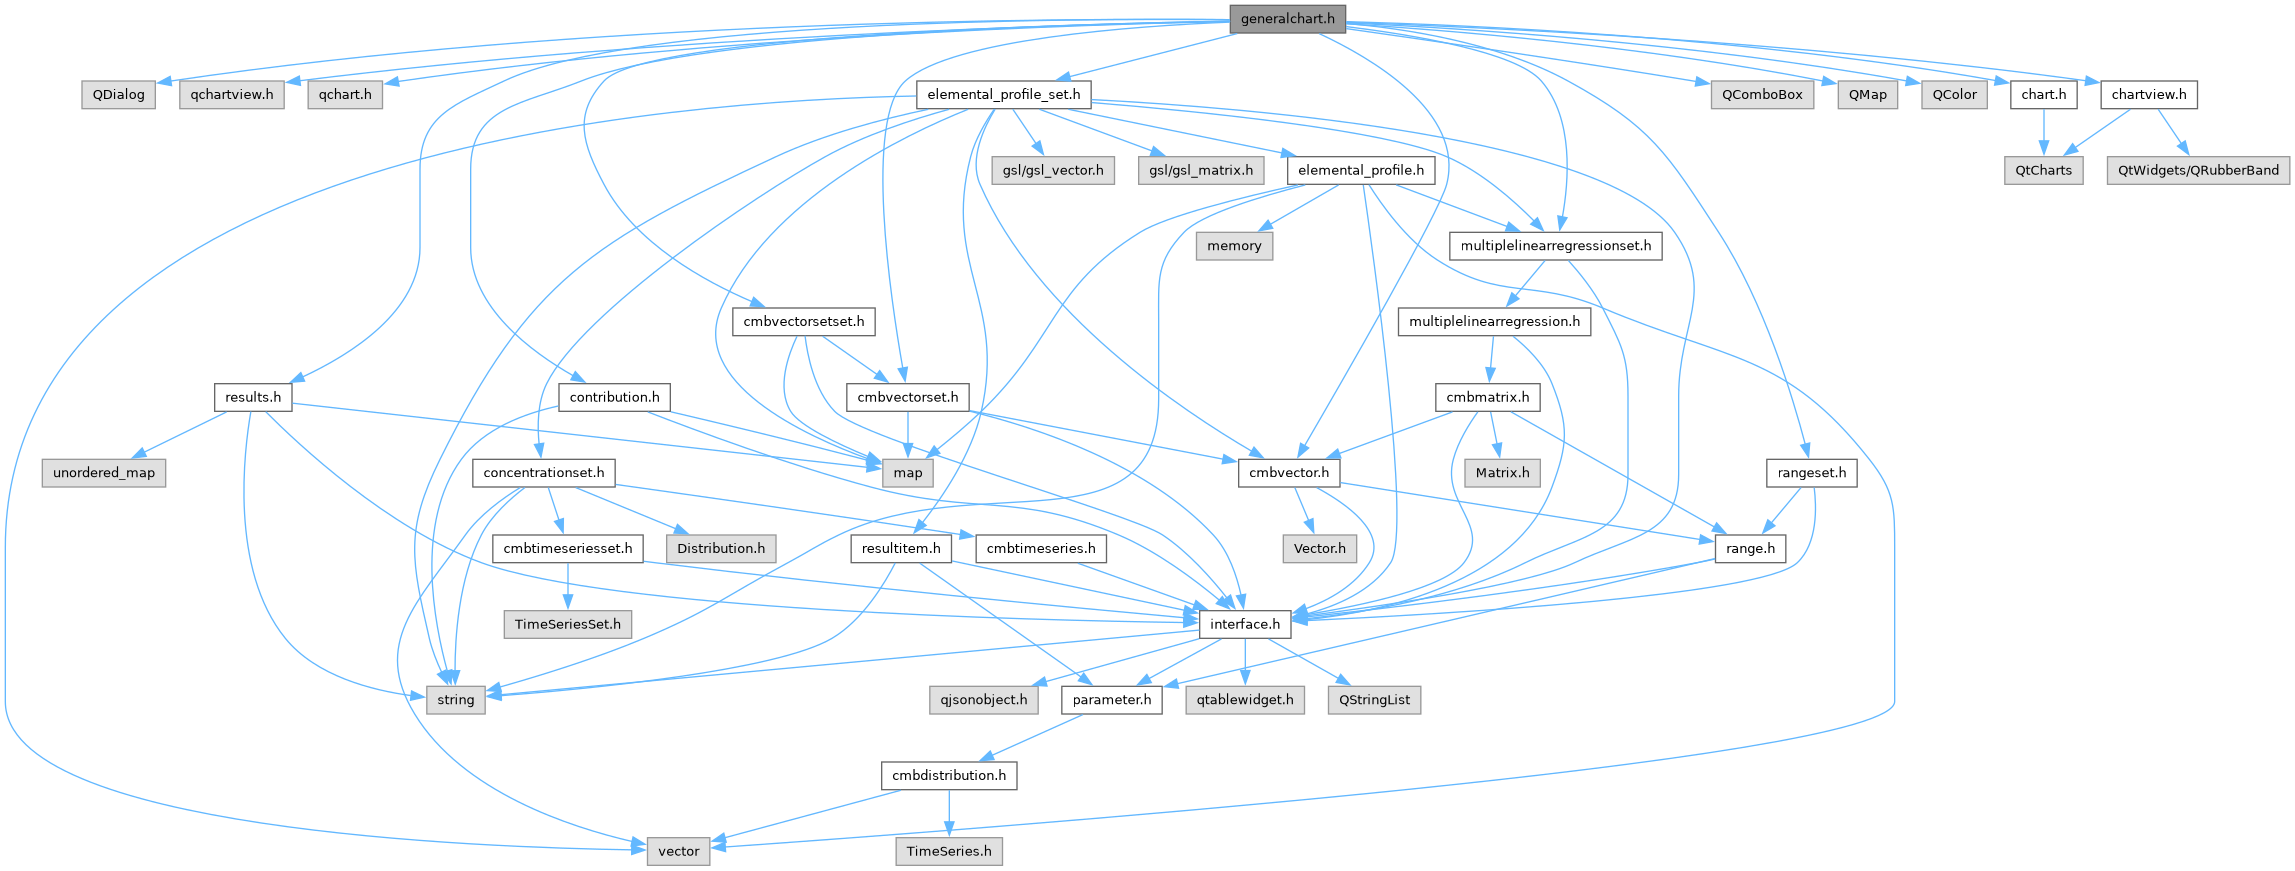 generalchart.h
QDialog
qchartview.h
qchart.h
elemental_profile_set.h
QComboBox
QMap
QColor
chart.h
chartview.h
gsl/gsl_vector.h
gsl/gsl_matrix.h
elemental_profile.h
QtCharts
QtWidgets/QRubberBand
memory
multiplelinearregressionset.h
cmbvectorsetset.h
multiplelinearregression.h
results.h
contribution.h
cmbvectorset.h
cmbmatrix.h
unordered_map
concentrationset.h
map
cmbvector.h
Matrix.h
rangeset.h
cmbtimeseriesset.h
Distribution.h
resultitem.h
cmbtimeseries.h
Vector.h
range.h
TimeSeriesSet.h
interface.h
string
qjsonobject.h
parameter.h
qtablewidget.h
QStringList
cmbdistribution.h
vector
TimeSeries.h